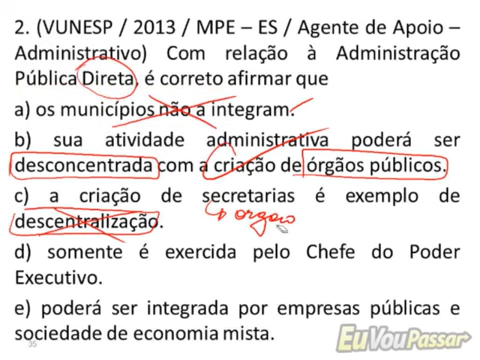 2. (VUNESP / 2013 / MPE – ES / Agente de Apoio –
Administrativo) Com relação à Administração
Pública Direta, é correto afirmar que
a) os municípios não a integram.
b) sua atividade administrativa poderá ser
desconcentrada com a criação de órgãos públicos.
c) a criação de secretarias é exemplo de
descentralização.
orgao
d) somente é exercida pelo Chefe do Poder
Executivo.
e) poderá ser integrada por empresas públicas e
sociedade de economia mista.
35
EuVouPassar